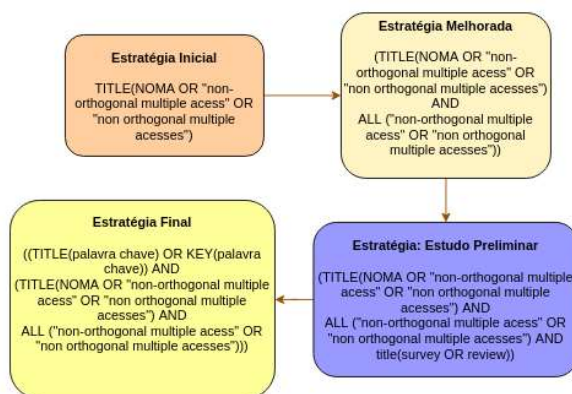 Estratégia Inicial
TITLE(NOMA OR "non-
orthogonal multiple acess" OR
"non orthogonal multiple
acesses")
Estratégia Melhorada
(TITLE(NOMA OR "non-
orthogonal multiple acess" OR
"non orthogonal multiple acesses")
AND
ALL ("non-orthogonal multiple
acess" OR "non orthogonal
multiple acesses"))
Estratégia: Estudo Preliminar
(TITLE(NOMA OR "non-orthogonal multiple
acess" OR "non orthogonal multiple
acesses") AND
ALL ("non-orthogonal multiple acess" OR
"non orthogonal multiple acesses") AND
title(survey OR review))
Estratégia Final
((TITLE(palavra chave) OR KEY(palavra
chave)) AND
(TITLE(NOMA OR "non-orthogonal multiple
acess" OR "non orthogonal multiple
acesses") AND
ALL ("non-orthogonal multiple acess" OR
"non orthogonal multiple acesses")))